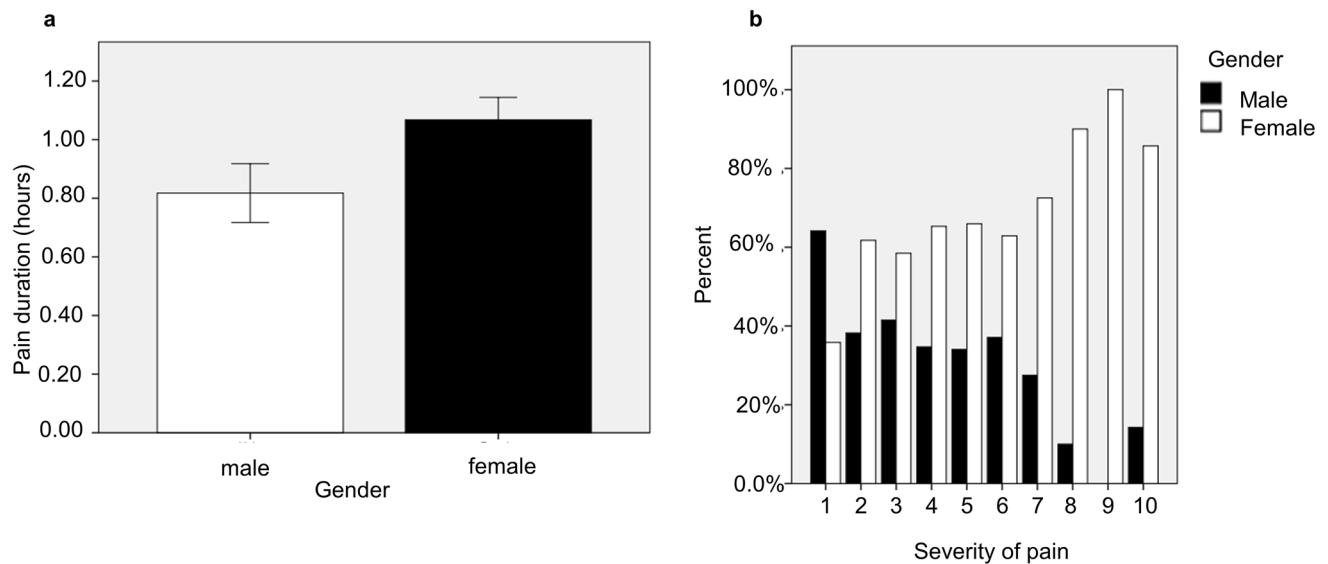 a
1.20
1.00
0.80
0.60
0.40
0.20
0.00
Pain duration (hours)
male
female
Gender
b
100%
80%
60%
40%
20%
0.0%
Percent
1 2 3 4 5 6 7 8 9 10
Severity of pain
Gender
Male
Female